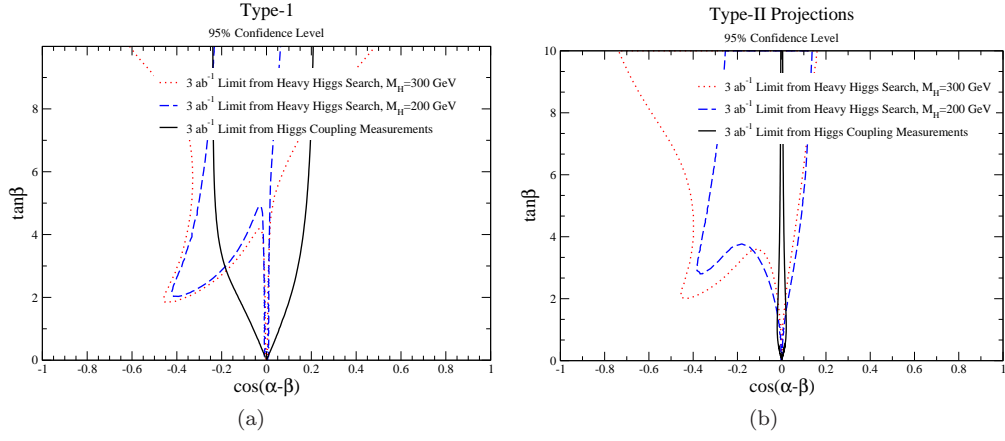 Type-1
95% Confidence Level
3 ab⁻¹ Limit from Heavy Higgs Search, M_H=300 GeV
3 ab⁻¹ Limit from Heavy Higgs Search, M_H=200 GeV
3 ab⁻¹ Limit from Higgs Coupling Measurements
tanβ
8
6
4
2
0
-1 -0.8 -0.6 -0.4 -0.2 0 0.2 0.4 0.6 0.8 1
cos(α-β)
(a)
Type-II Projections
95% Confidence Level
3 ab⁻¹ Limit from Heavy Higgs Search, M_H=300 GeV
3 ab⁻¹ Limit from Heavy Higgs Search, M_H=200 GeV
3 ab⁻¹ Limit from Higgs Coupling Measurements
tanβ
10
8
6
4
2
0
-1 -0.8 -0.6 -0.4 -0.2 0 0.2 0.4 0.6 0.8 1
cos(α-β)
(b)